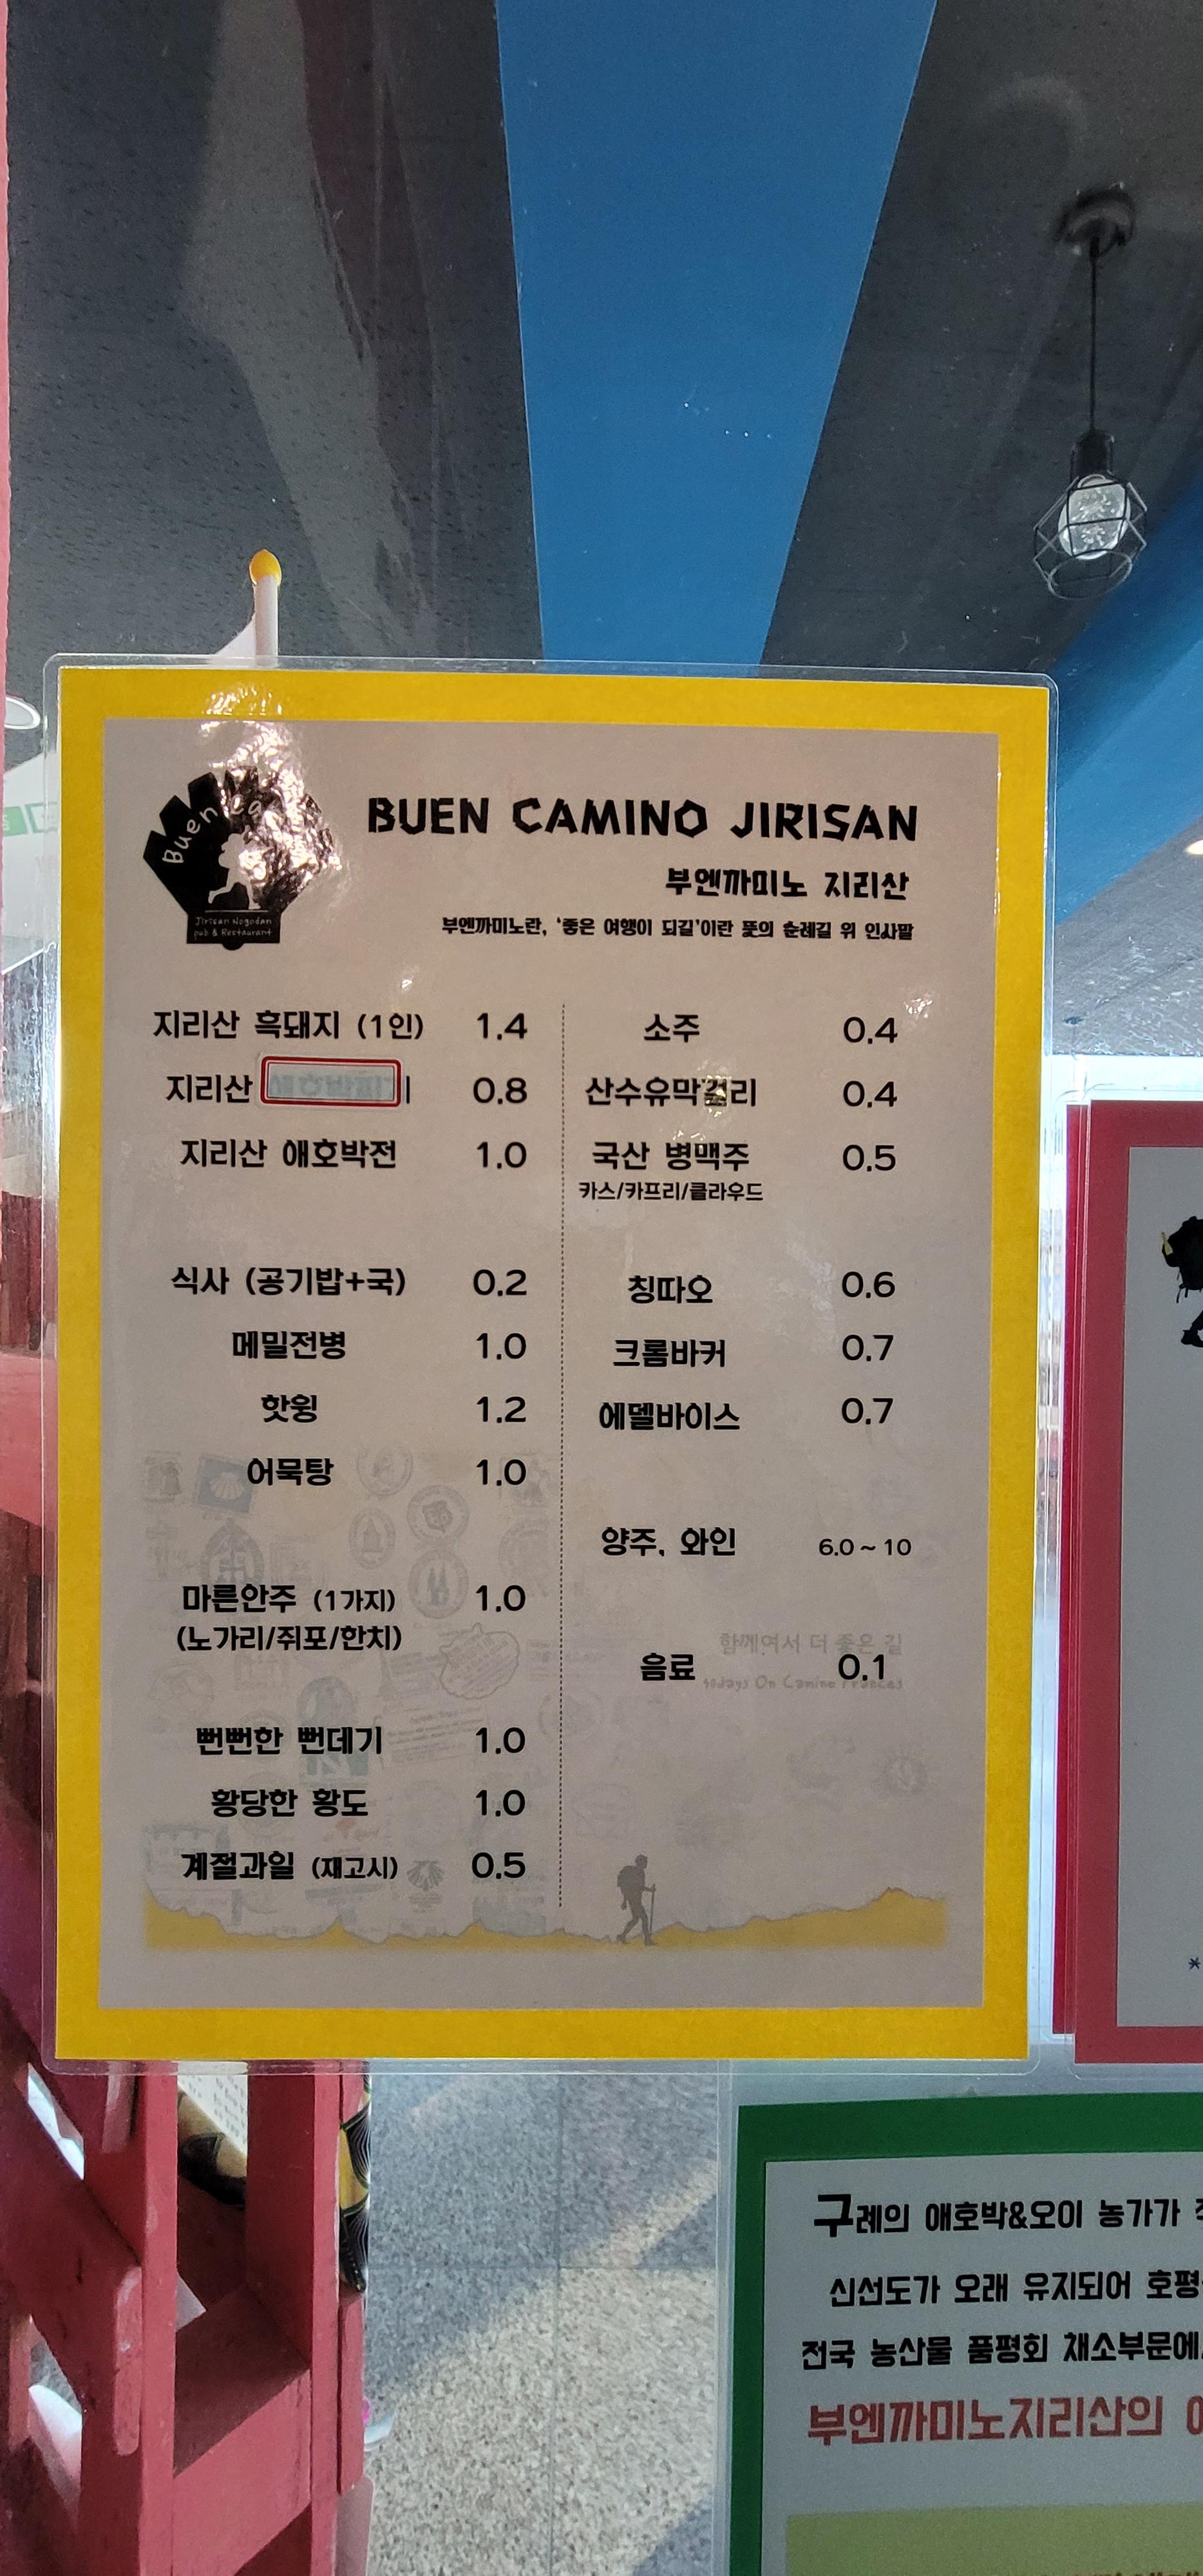 Buen Ca
Jirisan Nogodan
pub & Restaurant
BUEN CAMINO JIRISAN
부엔까미노 지리산
부엔까미노란, '좋은 여행이 되길'이란 뜻의 순례길 위 인사말
지리산 흑돼지 (1인) 1.4
지리산 0.8
지리산 애호박전 1.0
식사 (공기밥+국) 0.2
메밀전병 1.0
핫윙 1.2
어묵탕 1.0
마른안주 (1가지) 1.0
(노가리/쥐포/한치)
뻔뻔한 뻔데기 1.0
황당한 황도 1.0
계절과일 (재고시) 0.5
소주 0.4
산수유막걸리 0.4
국산 병맥주 0.5
카스/카프리/클라우드
칭따오 0.6
크롬바커 0.7
에델바이스 0.7
양주, 와인 6.0 ~ 10
함께여서 더 좋은 길
음료 0.1
40days On Camino Frances
*
구례의 애호박&오이 농가가
신선도가 오래 유지되어 호평
전국 농산물 품평회 채소부문에
부엔까미노지리산의